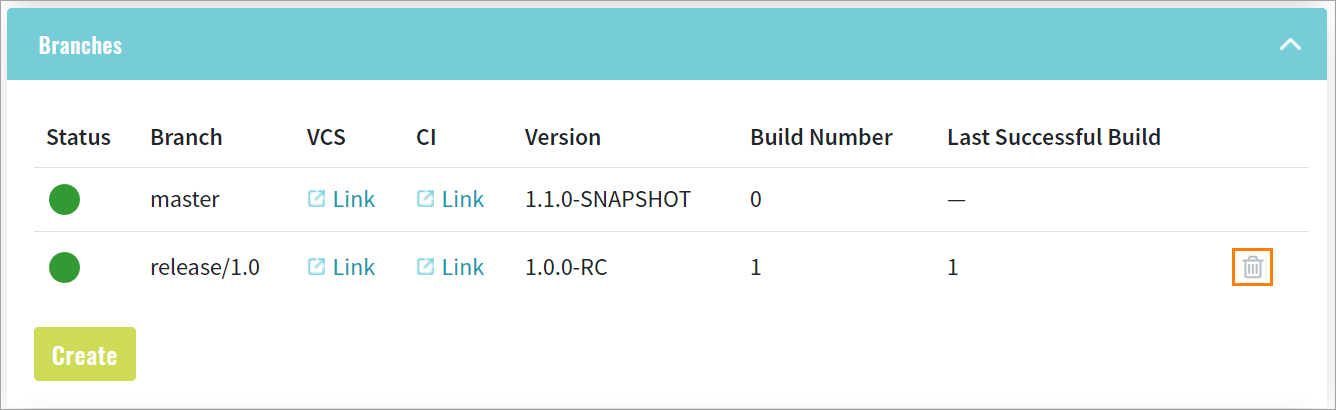 Branches
Status Branch VCS CI Version Build Number Last Successful Build
master Link Link 1.1.0-SNAPSHOT 0 —
release/1.0 Link Link 1.0.0-RC 1 1
Create